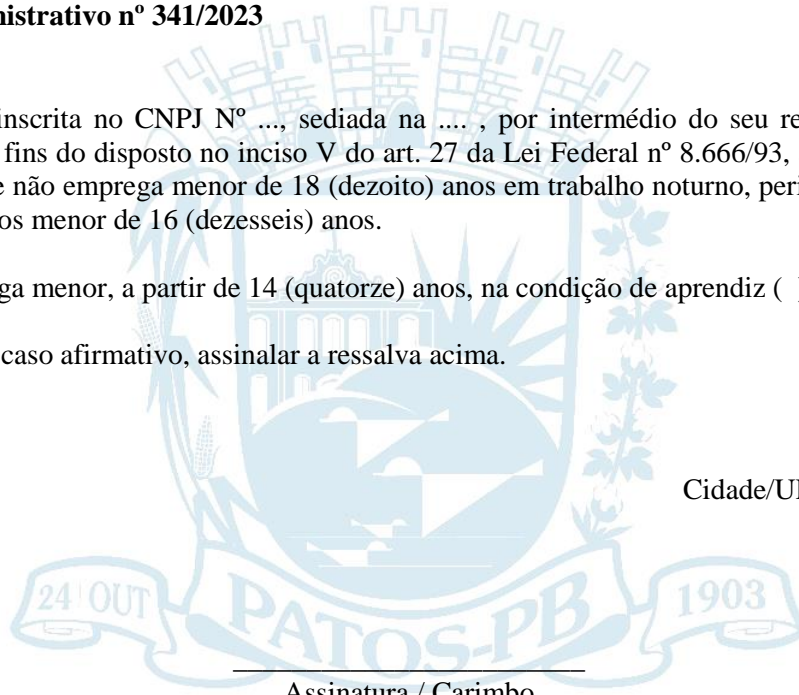 nistrativo nº 341/2023
inscrita no CNPJ Nº ..., sediada na .... , por intermédio do seu re
fins do disposto no inciso V do art. 27 da Lei Federal nº 8.666/93,
e não emprega menor de 18 (dezoito) anos em trabalho noturno, peri
os menor de 16 (dezesseis) anos.
ga menor, a partir de 14 (quatorze) anos, na condição de aprendiz (
caso afirmativo, assinalar a ressalva acima.
Cidade/U
24 OUT
PATOS-PB
1903
Assinatura / Carimbo